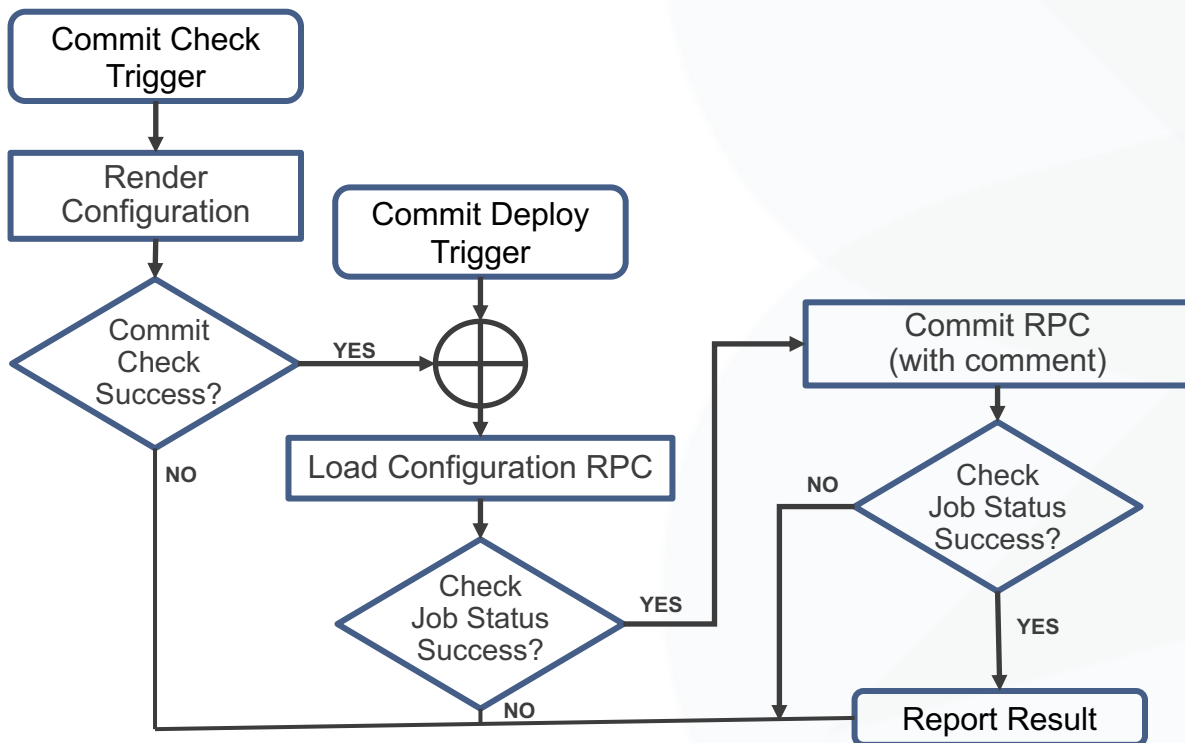 Commit Check
Trigger
Render
Configuration
Commit Deploy
Trigger
Commit
Check
Success?
YES
NO
Load Configuration RPC
Check
Job Status
Success?
YES
NO
Commit RPC
(with comment)
Check
Job Status
Success?
NO
YES
Report Result